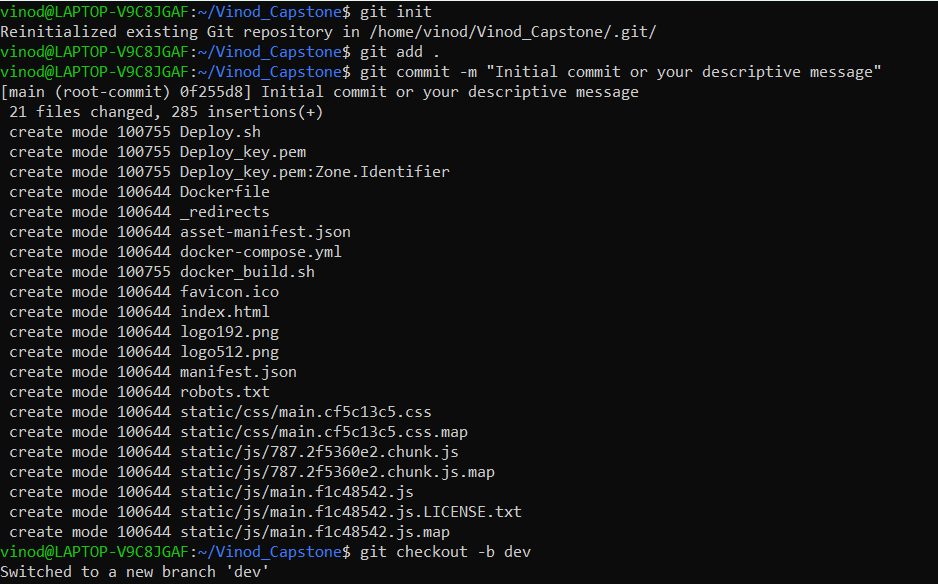 vinod@LAPTOP-V9C8JGAF:~/Vinod_Capstone$ git init
Reinitialized existing Git repository in /home/vinod/Vinod_Capstone/.git/
vinod@LAPTOP-V9C8JGAF:~/Vinod_Capstone$ git add .
vinod@LAPTOP-V9C8JGAF:~/Vinod_Capstone$ git commit -m "Initial commit or your descriptive message"
[main (root-commit) 0f255d8] Initial commit or your descriptive message
 21 files changed, 285 insertions(+)
 create mode 100755 Deploy.sh
 create mode 100755 Deploy_key.pem
 create mode 100755 Deploy_key.pem:Zone.Identifier
 create mode 100644 Dockerfile
 create mode 100644 _redirects
 create mode 100644 asset-manifest.json
 create mode 100644 docker-compose.yml
 create mode 100755 docker_build.sh
 create mode 100644 favicon.ico
 create mode 100644 index.html
 create mode 100644 logo192.png
 create mode 100644 logo512.png
 create mode 100644 manifest.json
 create mode 100644 robots.txt
 create mode 100644 static/css/main.cf5c13c5.css
 create mode 100644 static/css/main.cf5c13c5.css.map
 create mode 100644 static/js/787.2f5360e2.chunk.js
 create mode 100644 static/js/787.2f5360e2.chunk.js.map
 create mode 100644 static/js/main.f1c48542.js
 create mode 100644 static/js/main.f1c48542.js.LICENSE.txt
 create mode 100644 static/js/main.f1c48542.js.map
vinod@LAPTOP-V9C8JGAF:~/Vinod_Capstone$ git checkout -b dev
Switched to a new branch 'dev'